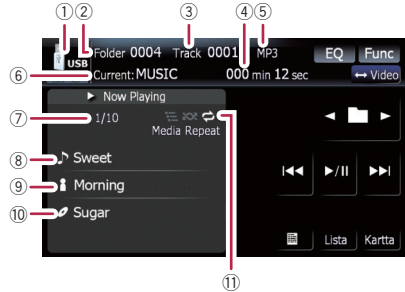 ① ② ③ ④ ⑤
USB Folder 0004 Track 0001 MP3 EQ Func
⑥ Current: MUSIC 000 min 12 sec ↔ Video
▶ Now Playing
⑦ 1/10
Media Repeat
⑧ Sweet
⑨ Morning
⑩ Sugar
Lista Kartta
⑪